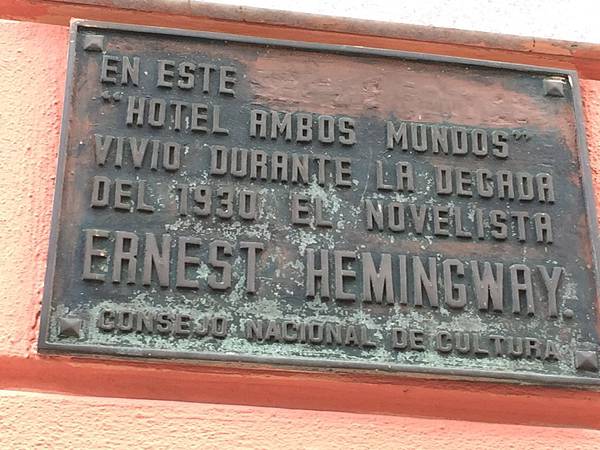 EN ESTE
"HOTEL AMBOS MUNDOS"
VIVIO DURANTE LA DECADA
DEL 1930 EL NOVELISTA
ERNEST HEMINGWAY.
CONSEJO NACIONAL DE CULTURA